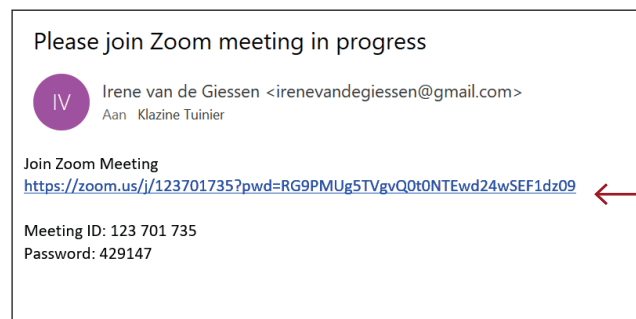 Please join Zoom meeting in progress
IV
Irene van de Giessen <irenevandegiessen@gmail.com>
Aan Klazine Tuinier
Join Zoom Meeting
https://zoom.us/j/123701735?pwd=RG9PMUg5TVgvQ0t0NTEwd24wSEF1dz09
Meeting ID: 123 701 735
Password: 429147